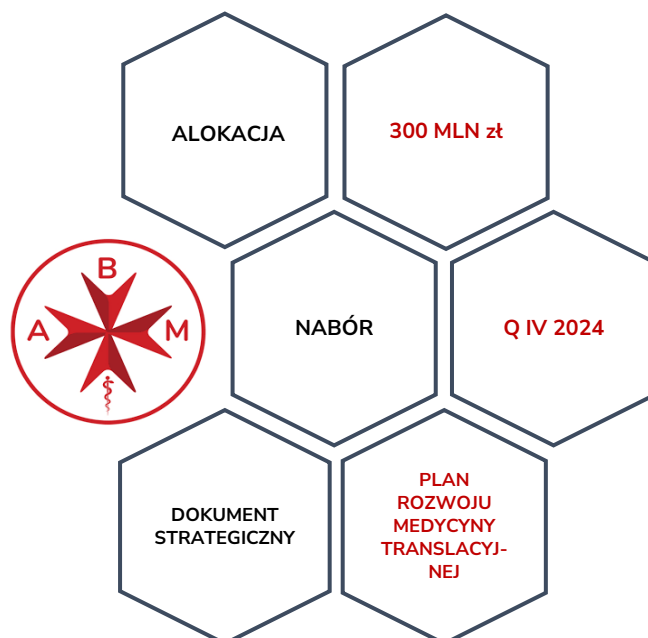 ALOKACJA
300 MLN zł
B
A
M
NABÓR
Q IV 2024
DOKUMENT
STRATEGICZNY
PLAN
ROZWOJU
MEDYCYNY
TRANSLACYJ-
NEJ